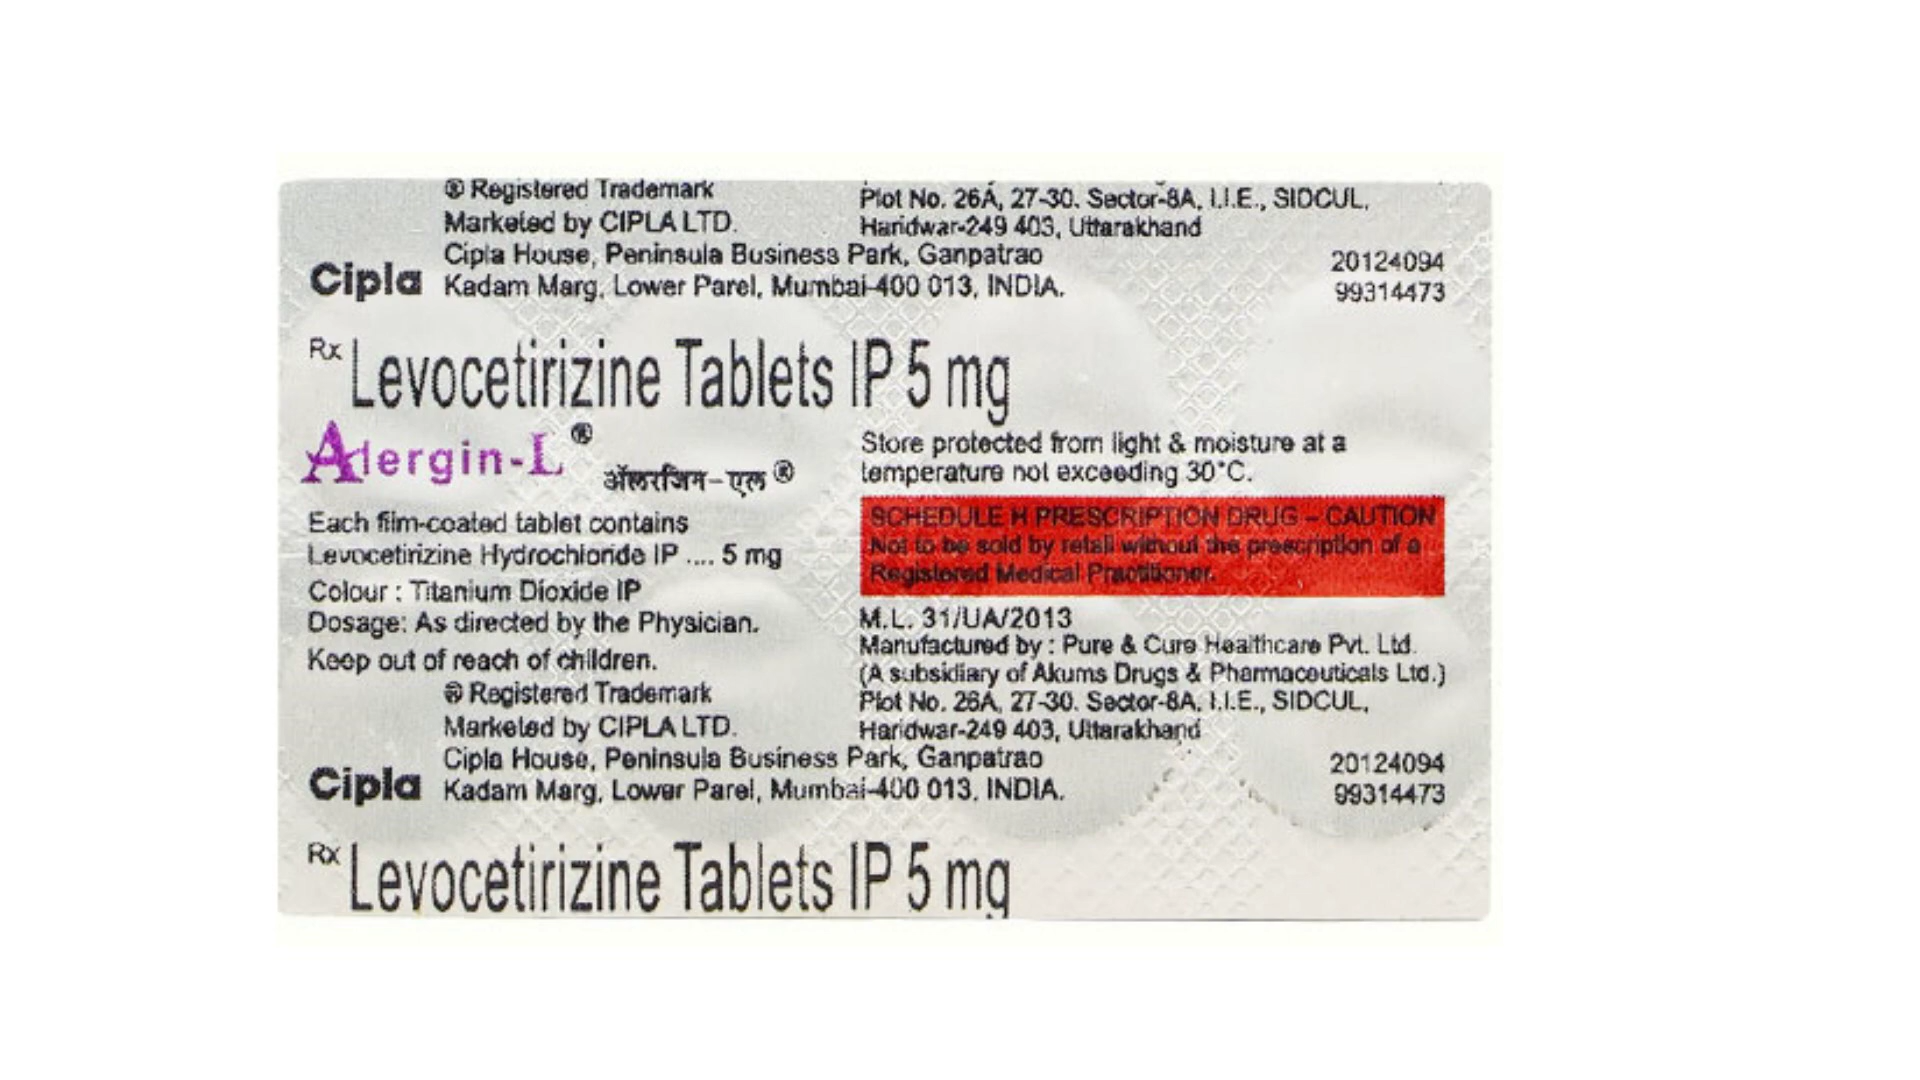 ® Registered Trademark
Marketed by CIPLA LTD.
Cipla House, Peninsula Business Park, Ganpatrao
Cipla Kadam Marg, Lower Parel, Mumbai-400 013, INDIA.
Plot No. 26A, 27-30. Sector-8A, I.I.E., SIDCUL,
Haridwar-249 403, Uttarakhand
20124094
99314473
Rx Levocetirizine Tablets IP 5 mg
Alergin-L®
ॲलरजिन-एल®
Each film-coated tablet contains
Levocetirizine Hydrochloride IP .... 5 mg
Colour : Titanium Dioxide IP
Dosage: As directed by the Physician.
Keep out of reach of children.
Store protected from light & moisture at a
temperature not exceeding 30°C.
SCHEDULE H PRESCRIPTION DRUG – CAUTION
Not to be sold by retail without the prescription of a
Registered Medical Practitioner.
M.L. 31/UA/2013
Manufactured by : Pure & Cure Healthcare Pvt. Ltd.
(A subsidiary of Akums Drugs & Pharmaceuticals Ltd.)
Plot No. 26A, 27-30. Sector-8A, I.I.E., SIDCUL,
Haridwar-249 403, Uttarakhand
® Registered Trademark
Marketed by CIPLA LTD.
Cipla House, Peninsula Business Park, Ganpatrao
Cipla Kadam Marg, Lower Parel, Mumbai-400 013, INDIA.
20124094
99314473
Rx Levocetirizine Tablets IP 5 mg